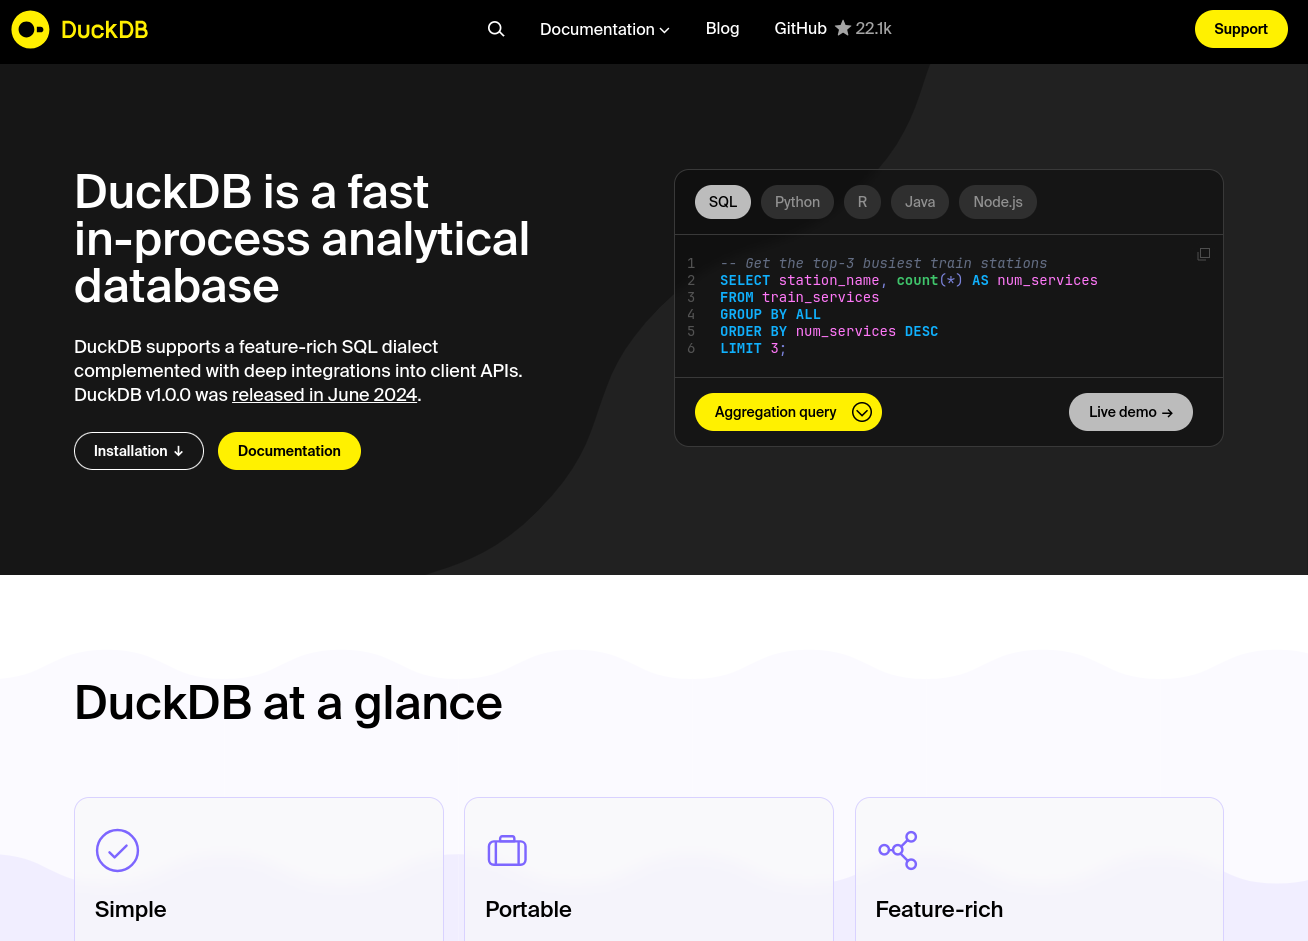 DuckDB
Documentation
Blog
GitHub ★ 22.1k
Support
DuckDB is a fast
in-process analytical
database
DuckDB supports a feature-rich SQL dialect
complemented with deep integrations into client APIs.
DuckDB v1.0.0 was released in June 2024.
Installation ↓
Documentation
SQL
Python
R
Java
Node.js
1 -- Get the top-3 busiest train stations
2 SELECT station_name, count(*) AS num_services
3 FROM train_services
4 GROUP BY ALL
5 ORDER BY num_services DESC
6 LIMIT 3;
Aggregation query
Live demo →
DuckDB at a glance
Simple
Portable
Feature-rich